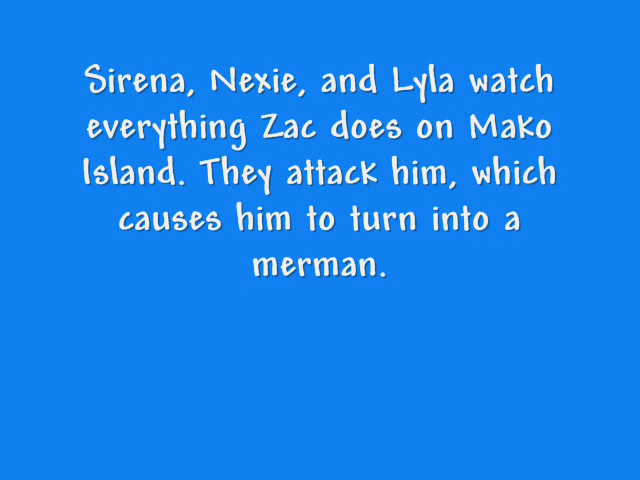 Sirena, Nexie, and Lyla watch
everything Zac does on Mako
Island. They attack him, which
causes him to turn into a
merman.